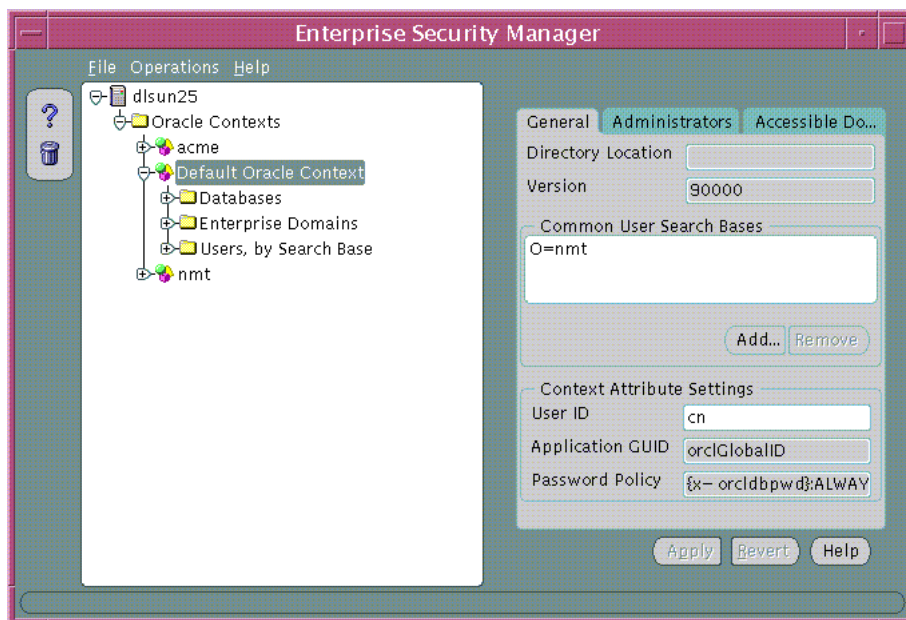 Enterprise Security Manager
File Operations Help
?
dlsun25
Oracle Contexts
acme
Default Oracle Context
Databases
Enterprise Domains
Users, by Search Base
nmt
General Administrators Accessible Do...
Directory Location
Version 90000
Common User Search Bases
O=nmt
Add... Remove
Context Attribute Settings
User ID cn
Application GUID orclGlobalID
Password Policy {x- orcldbpwd}:ALWAY
Apply Revert Help